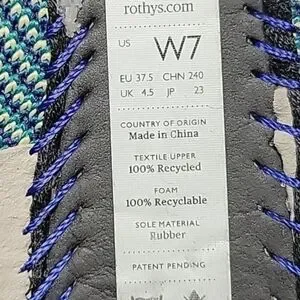 rothys.com
US W7
EU 37.5 CHN 240
UK 4.5 JP 23
COUNTRY OF ORIGIN
Made in China
TEXTILE UPPER
100% Recycled
FOAM
100% Recyclable
SOLE MATERIAL
Rubber
PATENT PENDING